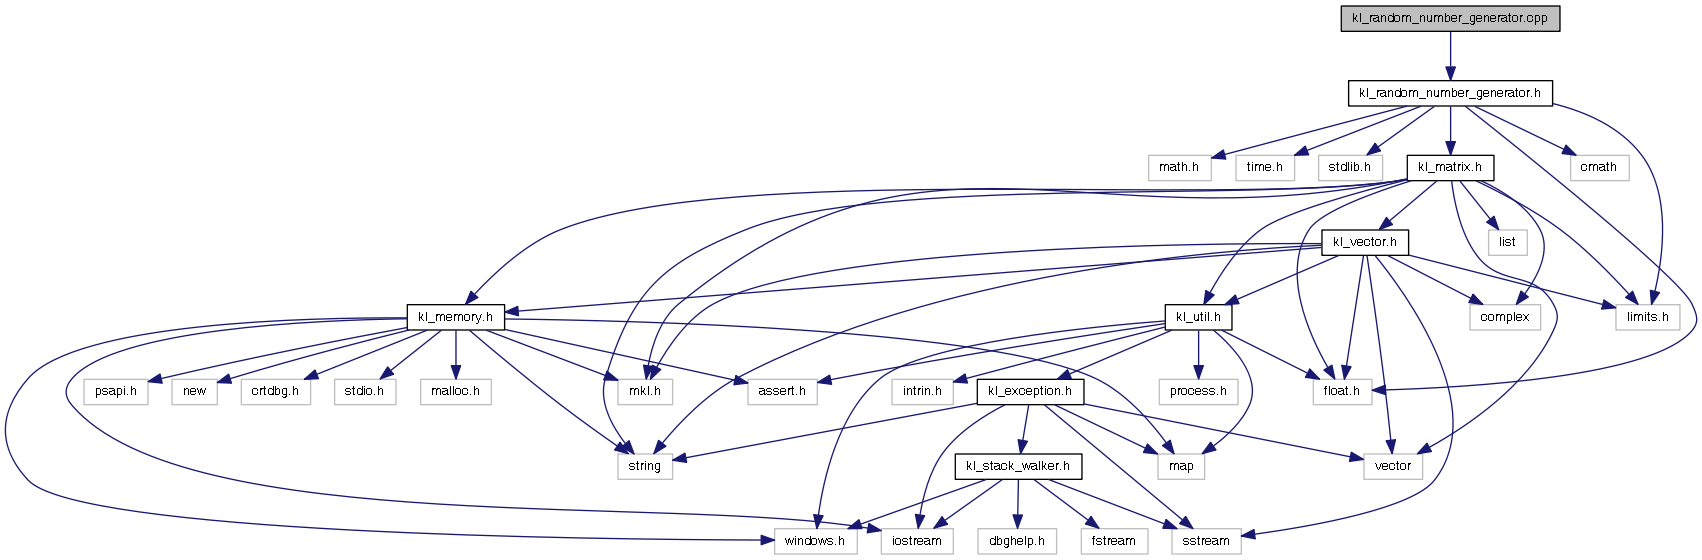 kl_random_number_generator.cpp
kl_random_number_generator.h
math.h
time.h
stdlib.h
kl_matrix.h
cmath
kl_vector.h
list
kl_memory.h
kl_util.h
complex
limits.h
psapi.h
new
crtdbg.h
stdio.h
malloc.h
mkl.h
assert.h
intrin.h
kl_exception.h
process.h
float.h
string
kl_stack_walker.h
map
vector
windows.h
iostream
dbghelp.h
fstream
sstream